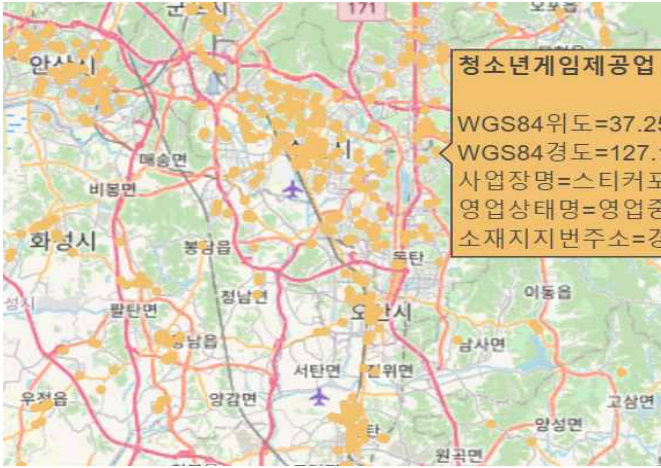 171
안산시
청소년게임제공업
WGS84위도=37.25
WGS84경도=127.1
사업장명=스티커포
영업상태명=영업중
소재지지번주소=경
매송면
비봉면
화성시
봉담읍
동탄
정남면
이동읍
팔탄면
오산시
향남읍
남사면
서탄면
진위면
우정읍
양감면
고삼면
양성면
원곡면